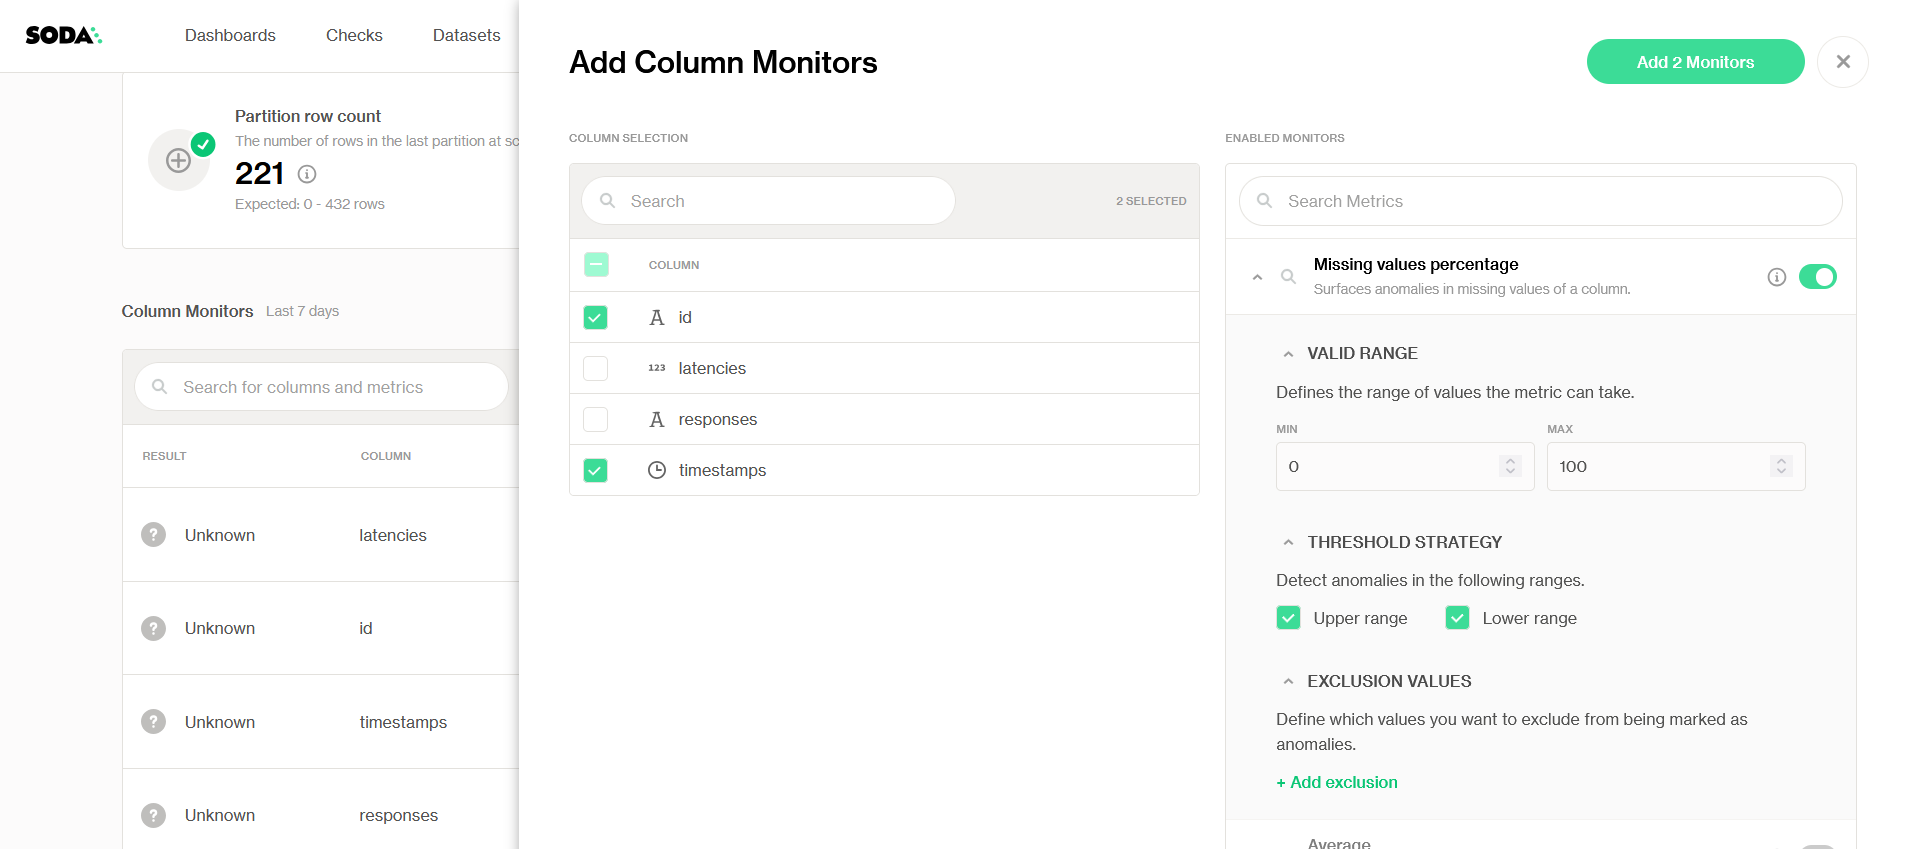 SODA
Dashboards
Checks
Datasets
Partition row count
The number of rows in the last partition at sc
221
Expected: 0 - 432 rows
Column Monitors
Last 7 days
Search for columns and metrics
RESULT
COLUMN
Unknown
latencies
Unknown
id
Unknown
timestamps
Unknown
responses
Add Column Monitors
Add 2 Monitors
COLUMN SELECTION
Search
2 SELECTED
COLUMN
A
id
123
latencies
A
responses
timestamps
ENABLED MONITORS
Search Metrics
Missing values percentage
Surfaces anomalies in missing values of a column.
VALID RANGE
Defines the range of values the metric can take.
MIN
MAX
0
100
THRESHOLD STRATEGY
Detect anomalies in the following ranges.
Upper range
Lower range
EXCLUSION VALUES
Define which values you want to exclude from being marked as
anomalies.
+ Add exclusion
Average